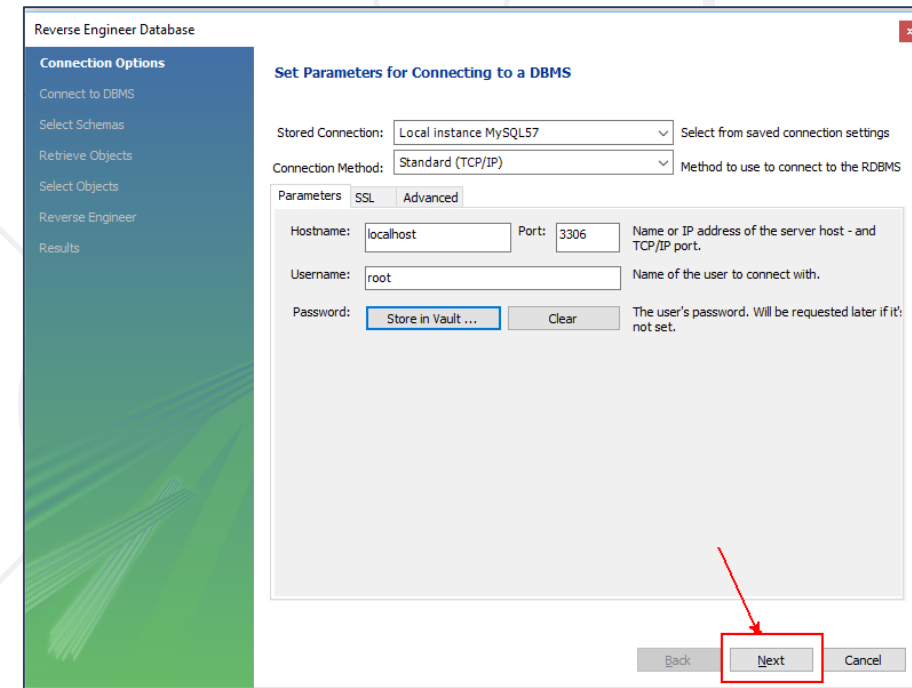 Reverse Engineer Database
Connection Options
Connect to DBMS
Select Schemas
Retrieve Objects
Select Objects
Reverse Engineer
Results
Set Parameters for Connecting to a DBMS
Stored Connection: Local instance MySQL57 Select from saved connection settings
Connection Method: Standard (TCP/IP) Method to use to connect to the RDBMS
Parameters SSL Advanced
Hostname: localhost Port: 3306 Name or IP address of the server host - and
TCP/IP port.
Username: root Name of the user to connect with.
Password: Store in Vault ... Clear The user's password. Will be requested later if it's
not set.
Back Next Cancel